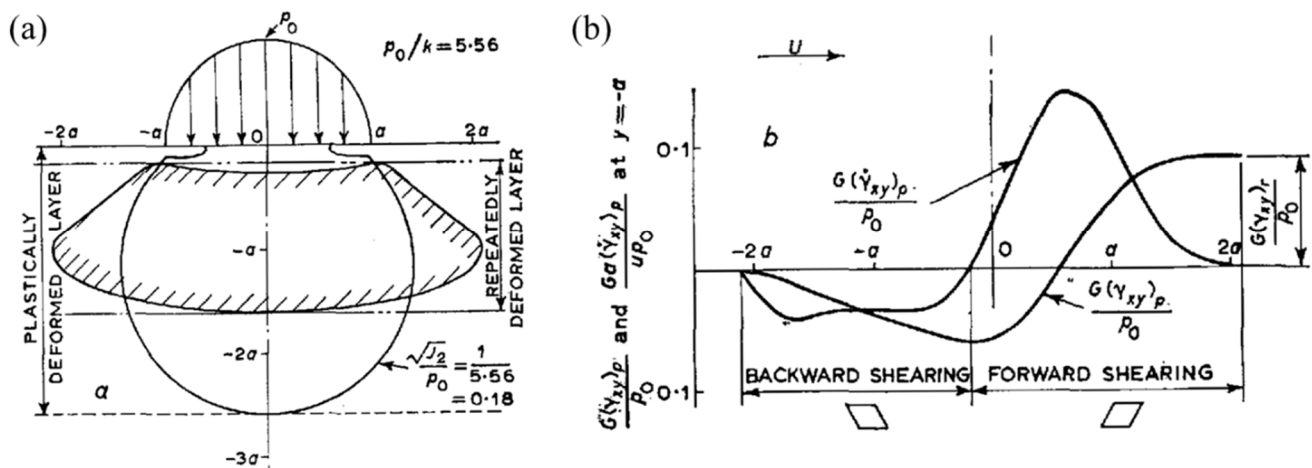 (a)
p₀
p₀/k = 5·56
-2a
-a
0
a
2a
PLASTICALLY
DEFORMED LAYER
REPEATEDLY
DEFORMED LAYER
-a
-2a
-3a
a
√J₂/p₀ = 1/5·56
= 0·18
(b)
U
b
0·1
0·1
G(γxy)p/p₀ and Ga(γ̇xy)p/up₀ at y=-a
G(γ̇xy)p/p₀
G(γxy)p/p₀
G(γxy)r/p₀
-2a
-a
0
a
2a
BACKWARD SHEARING
FORWARD SHEARING